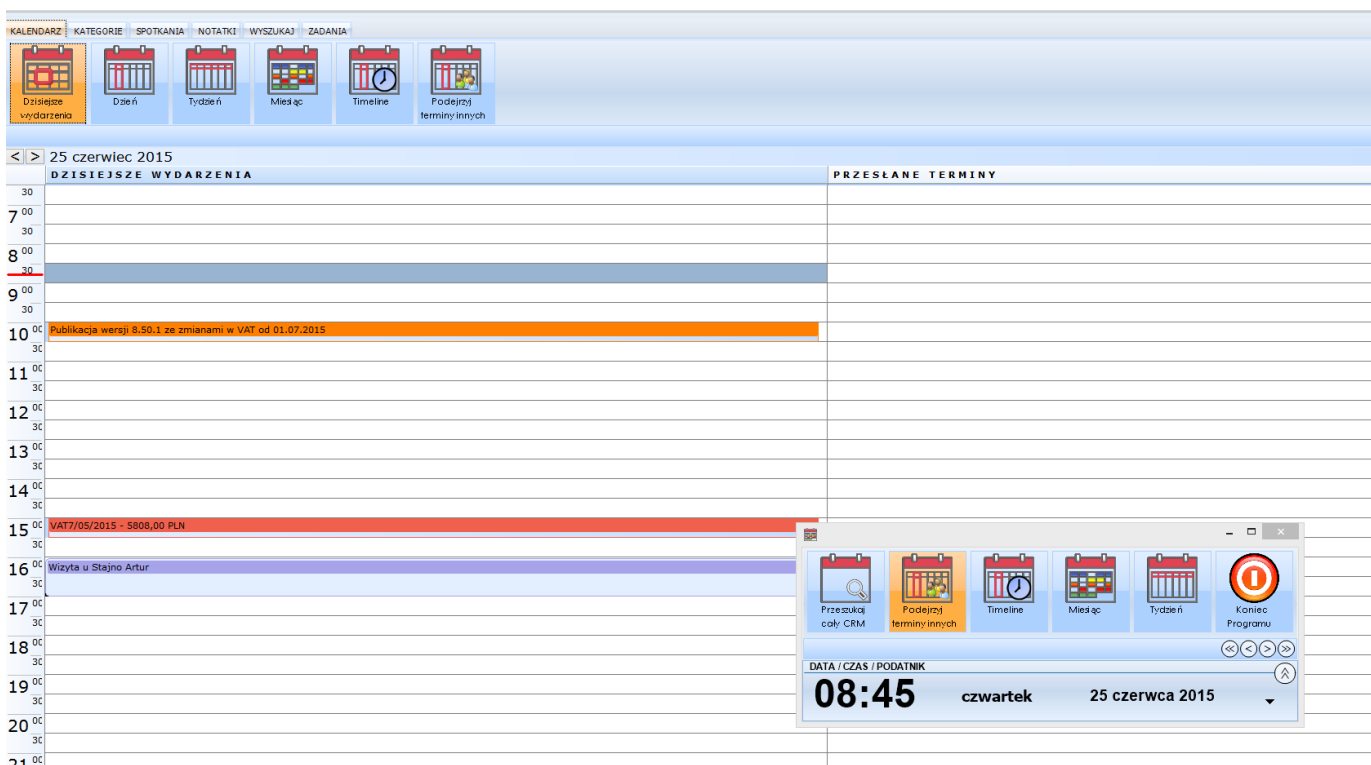 KALENDARZ KATEGORIE SPOTKANIA NOTATKI WYSZUKAJ ZADANIA
Dzisiejsze wydarzenia
Dzień
Tydzień
Miesiąc
Timeline
Podejrzyj terminy innych
< > 25 czerwiec 2015
DZISIEJSZE WYDARZENIA PRZESŁANE TERMINY
30
7 00
30
8 00
30
9 00
30
10 00 Publikacja wersji 8.50.1 ze zmianami w VAT od 01.07.2015
30
11 00
30
12 00
30
13 00
30
14 00
30
15 00 VAT7/05/2015 - 5808,00 PLN
30
16 00 Wizyta u Stajno Artur
30
17 00
30
18 00
30
19 00
30
20 00
30
21 00
Przeszukaj cały CRM
Podejrzyj terminy innych
Timeline
Miesiąc
Tydzień
Koniec Programu
DATA / CZAS / PODATNIK
08:45 czwartek 25 czerwca 2015